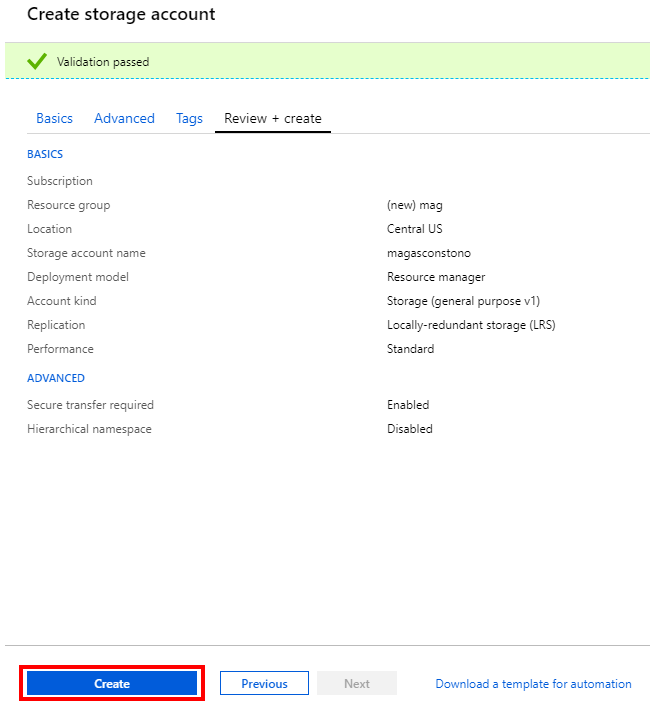 Create storage account
Validation passed
Basics Advanced Tags Review + create
BASICS
Subscription
Resource group (new) mag
Location Central US
Storage account name magasconstono
Deployment model Resource manager
Account kind Storage (general purpose v1)
Replication Locally-redundant storage (LRS)
Performance Standard
ADVANCED
Secure transfer required Enabled
Hierarchical namespace Disabled
Create Previous Next Download a template for automation